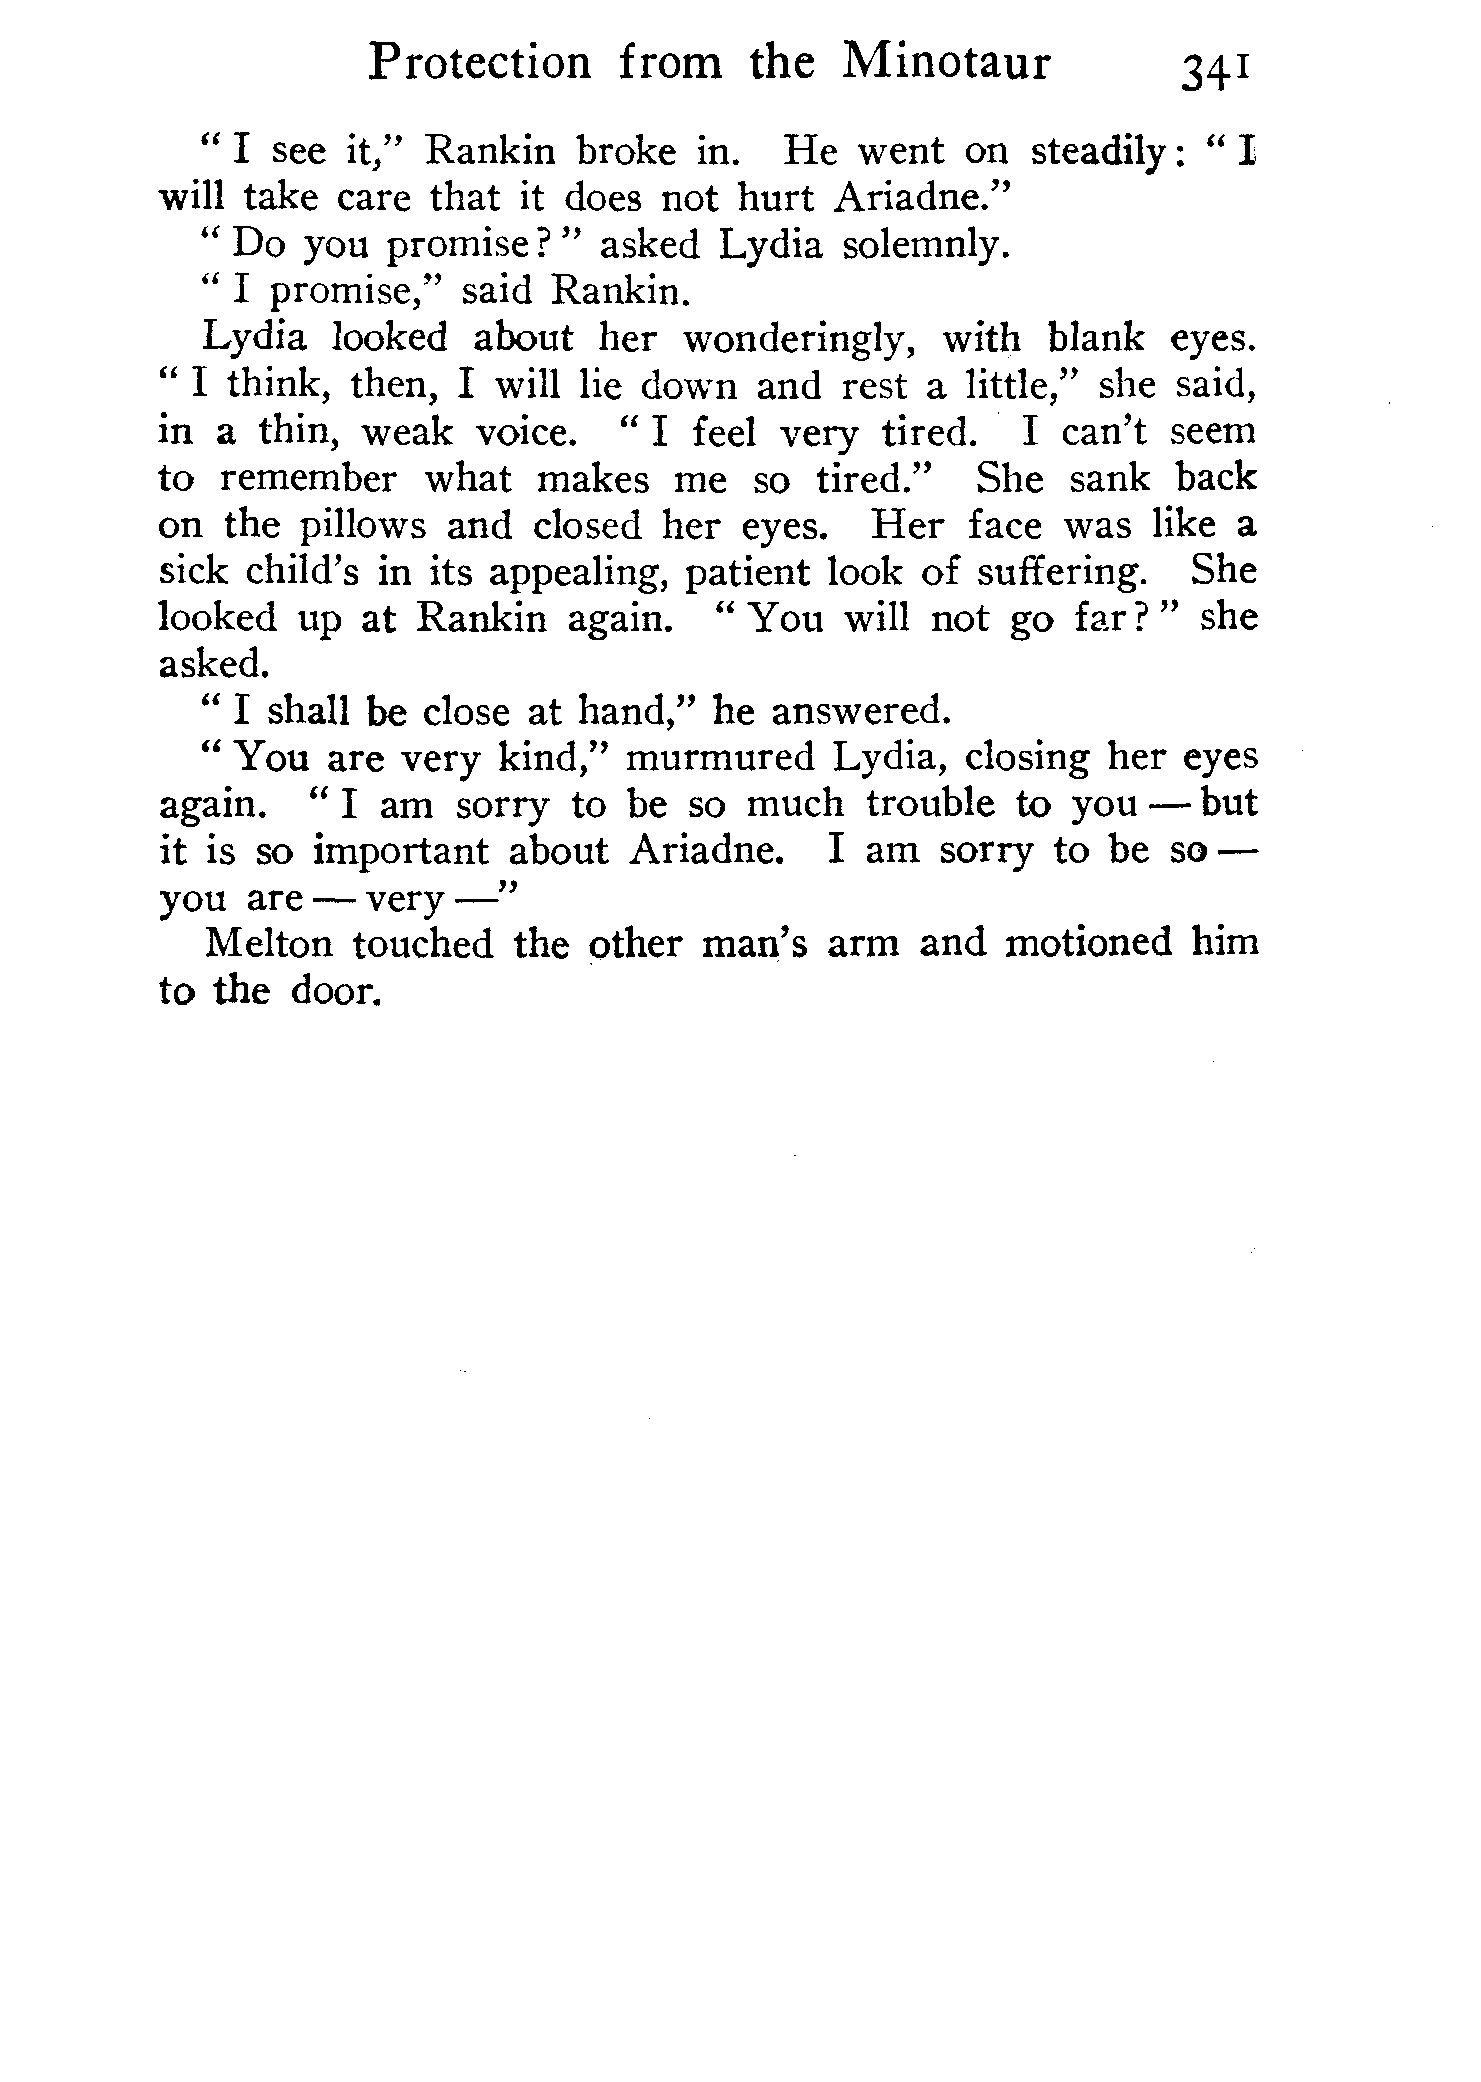 Protection from the Minotaur 341
“ I see it,” Rankin broke in. He went on steadily: “ I
will take care that it does not hurt Ariadne.”
“ Do you promise? ” asked Lydia solemnly.
“ I promise,” said Rankin.
Lydia looked about her wonderingly, with blank eyes.
“ I think, then, I will lie down and rest a little,” she said,
in a thin, weak voice. “ I feel very tired. I can’t seem
to remember what makes me so tired.” She sank back
on the pillows and closed her eyes. Her face was like a
sick child’s in its appealing, patient look of suffering. She
looked up at Rankin again. “ You will not go far? ” she
asked.
“ I shall be close at hand,” he answered.
“ You are very kind,” murmured Lydia, closing her eyes
again. “ I am sorry to be so much trouble to you — but
it is so important about Ariadne. I am sorry to be so —
you are — very —”
Melton touched the other man’s arm and motioned him
to the door.